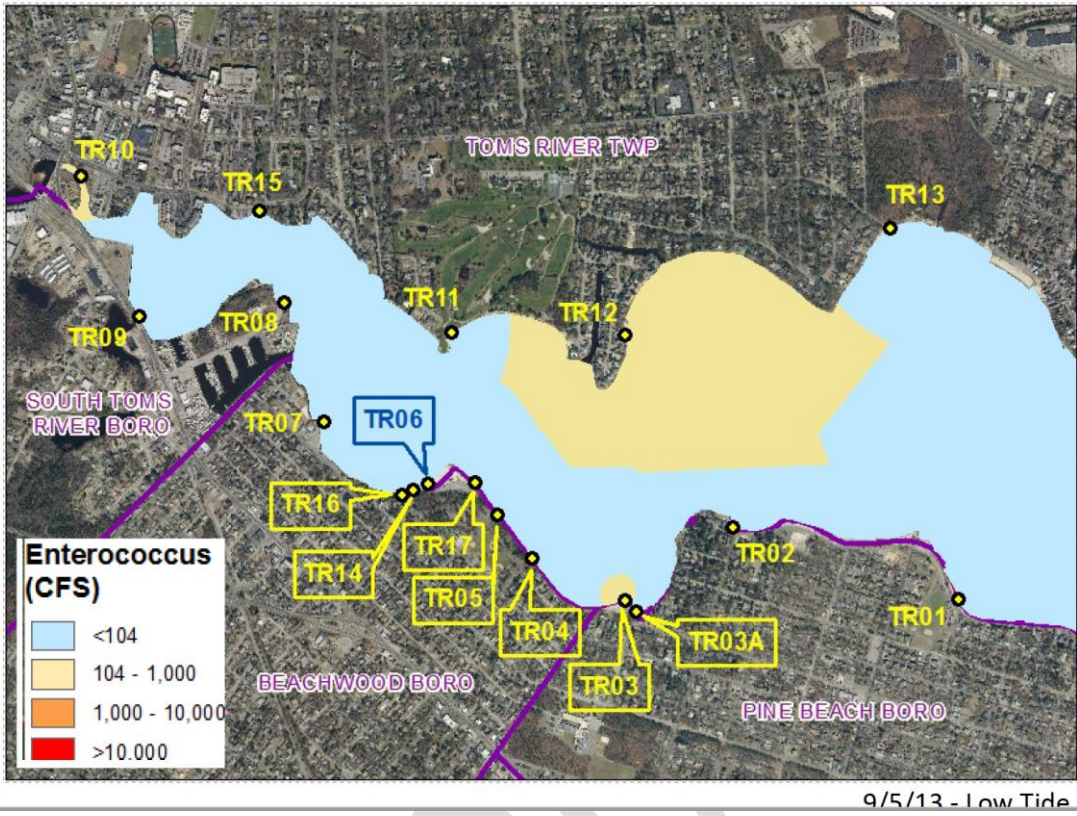 TOMS RIVER TWP
TR10
TR15
TR13
TR11
TR12
TR08
TR09
SOUTH TOMS
RIVER BORO
TR07
TR06
TR16
TR17
TR14
TR05
TR04
TR02
TR01
TR03A
TR03
BEACHWOOD BORO
PINE BEACH BORO
Enterococcus
(CFS)
<104
104 - 1,000
1,000 - 10,000
>10.000
9/5/13 - Low Tide